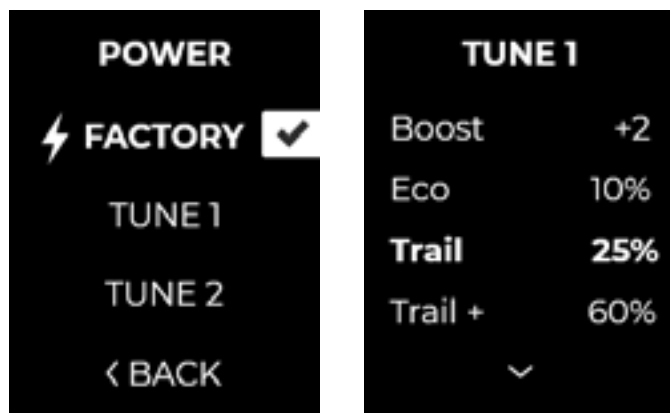 POWER
FACTORY
TUNE 1
TUNE 2
< BACK
TUNE 1
Boost +2
Eco 10%
Trail 25%
Trail + 60%